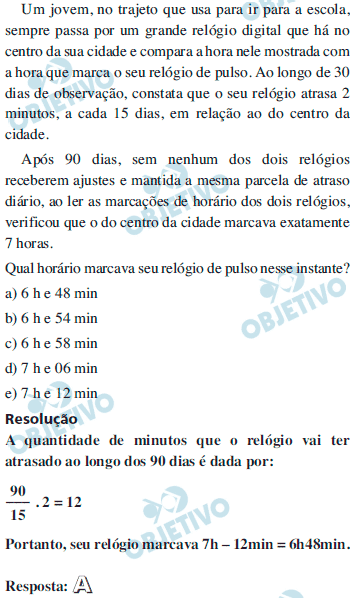 Um jovem, no trajeto que usa para ir para a escola,
sempre passa por um grande relógio digital que há no
centro da sua cidade e compara a hora nele mostrada com
a hora que marca o seu relógio de pulso. Ao longo de 30
dias de observação, constata que o seu relógio atrasa 2
minutos, a cada 15 dias, em relação ao do centro da
cidade.
Após 90 dias, sem nenhum dos dois relógios
receberem ajustes e mantida a mesma parcela de atraso
diário, ao ler as marcações de horário dos dois relógios,
verificou que o do centro da cidade marcava exatamente
7 horas.
Qual horário marcava seu relógio de pulso nesse instante?
a) 6 h e 48 min
b) 6 h e 54 min
c) 6 h e 58 min
d) 7 h e 06 min
e) 7 h e 12 min
Resolução
A quantidade de minutos que o relógio vai ter
atrasado ao longo dos 90 dias é dada por:
90
—— . 2 = 12
15
Portanto, seu relógio marcava 7h – 12min = 6h48min.
Resposta: A
OBJETIVO
OBJETIVO
OBJETIVO
OBJETIVO
OBJETIVO
OBJETIVO